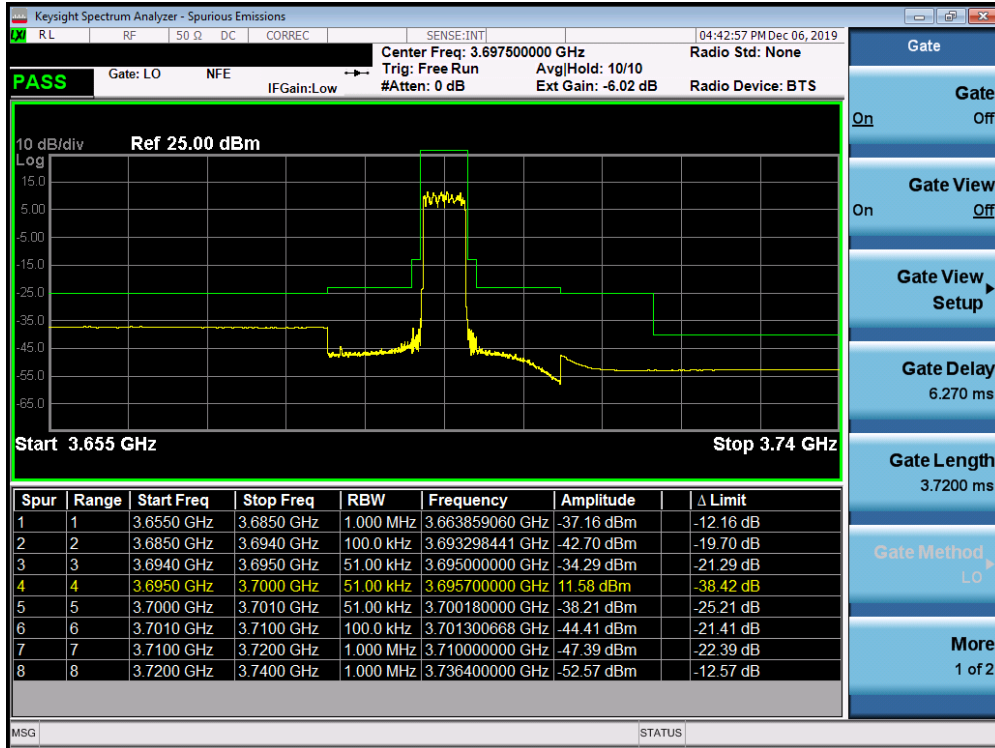 Keysight Spectrum Analyzer - Spurious Emissions
LXI RL RF 50 Ω DC CORREC SENSE:INT 04:42:57 PM Dec 06, 2019
Center Freq: 3.697500000 GHz Radio Std: None
PASS Gate: LO NFE Trig: Free Run Avg|Hold: 10/10
IFGain:Low #Atten: 0 dB Ext Gain: -6.02 dB Radio Device: BTS
10 dB/div Ref 25.00 dBm
Log
15.0
5.00
-5.00
-15.0
-25.0
-35.0
-45.0
-55.0
-65.0
Start 3.655 GHz Stop 3.74 GHz
Spur Range Start Freq Stop Freq RBW Frequency Amplitude Δ Limit
1 1 3.6550 GHz 3.6850 GHz 1.000 MHz 3.663859060 GHz -37.16 dBm -12.16 dB
2 2 3.6850 GHz 3.6940 GHz 100.0 kHz 3.693298441 GHz -42.70 dBm -19.70 dB
3 3 3.6940 GHz 3.6950 GHz 51.00 kHz 3.695000000 GHz -34.29 dBm -21.29 dB
4 4 3.6950 GHz 3.7000 GHz 51.00 kHz 3.695700000 GHz 11.58 dBm -38.42 dB
5 5 3.7000 GHz 3.7010 GHz 51.00 kHz 3.700180000 GHz -38.21 dBm -25.21 dB
6 6 3.7010 GHz 3.7100 GHz 100.0 kHz 3.701300668 GHz -44.41 dBm -21.41 dB
7 7 3.7100 GHz 3.7200 GHz 1.000 MHz 3.710000000 GHz -47.39 dBm -22.39 dB
8 8 3.7200 GHz 3.7400 GHz 1.000 MHz 3.736400000 GHz -52.57 dBm -12.57 dB
MSG STATUS
Gate
Gate
On Off
Gate View
On Off
Gate View
Setup
Gate Delay
6.270 ms
Gate Length
3.7200 ms
Gate Method
LO
More
1 of 2